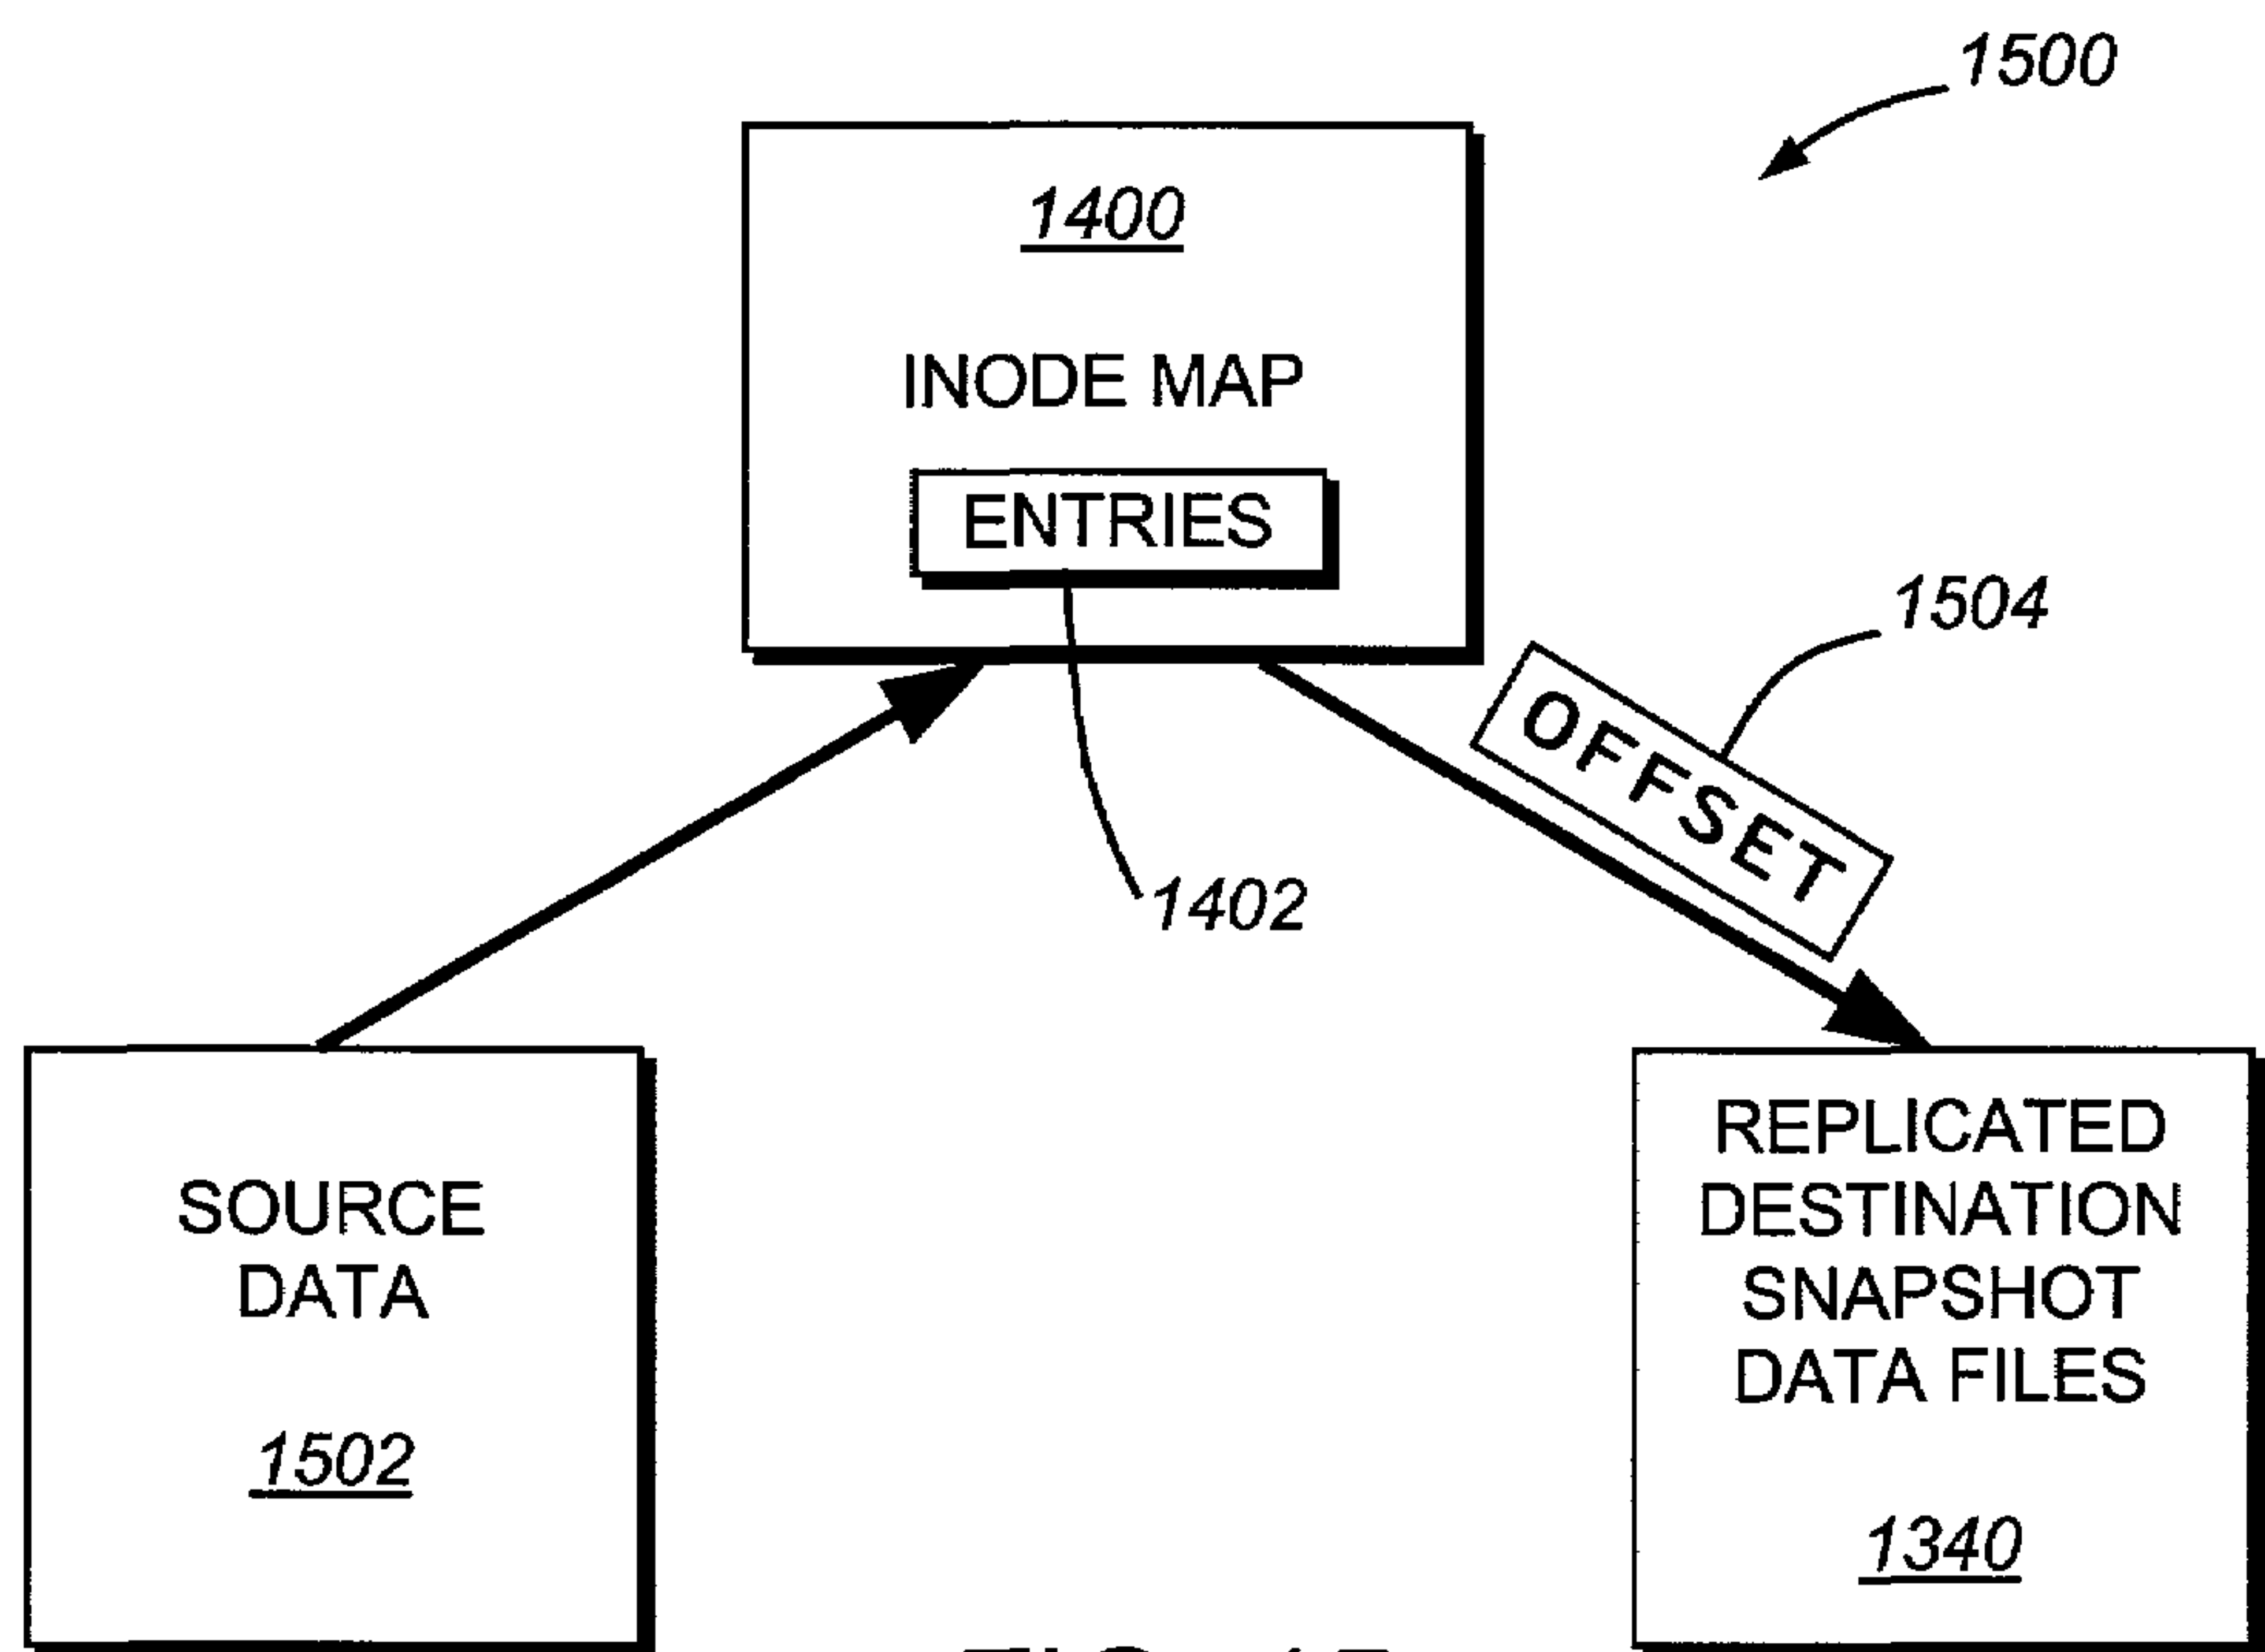 1500
1400
INODE MAP
ENTRIES
1504
OFFSET
1402
SOURCE
DATA
1502
REPLICATED
DESTINATION
SNAPSHOT
DATA FILES
1340